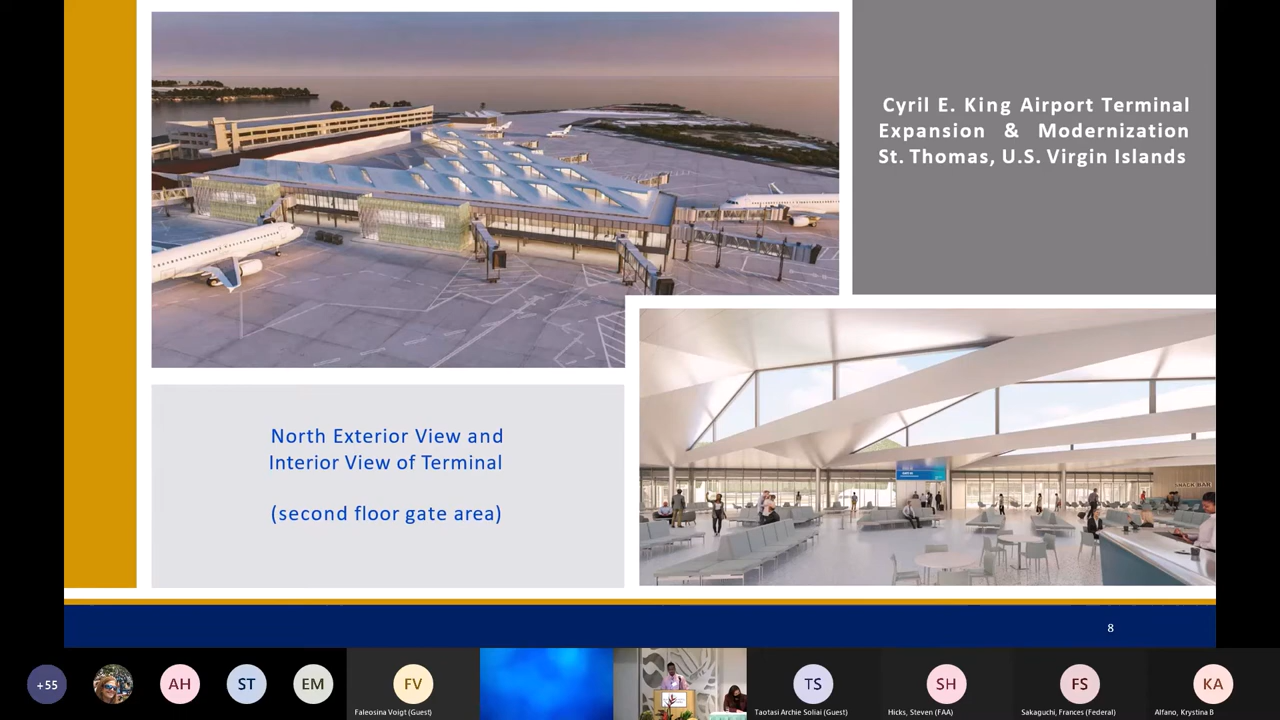 Cyril E. King Airport Terminal
Expansion & Modernization
St. Thomas, U.S. Virgin Islands
North Exterior View and
Interior View of Terminal
(second floor gate area)
SNACK BAR
8
+55
AH
ST
EM
FV
Faleosina Voigt (Guest)
TS
Taotasi Archie Soliai (Guest)
SH
Hicks, Steven (FAA)
FS
Sakaguchi, Frances (Federal)
KA
Alfano, Krystina B